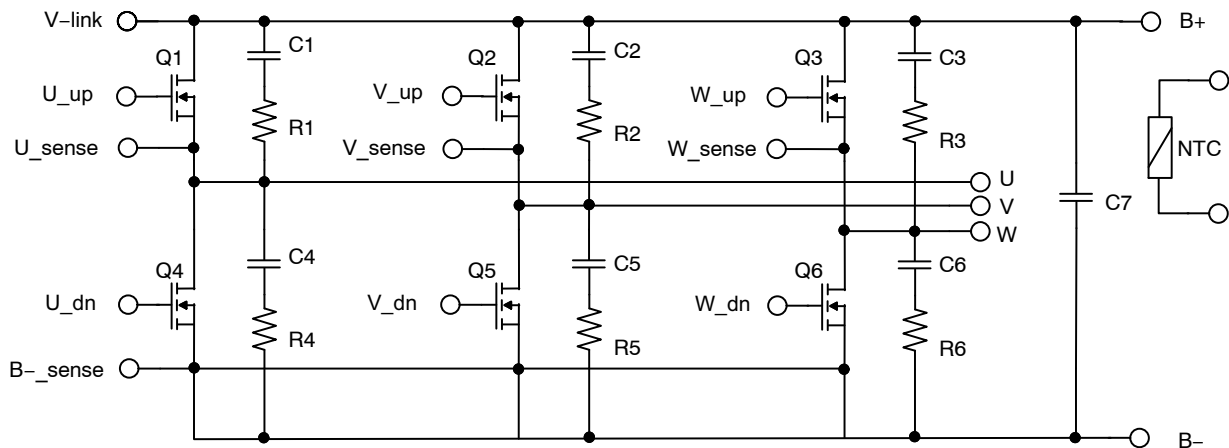 V−link
B+
Q1
C1
Q2
C2
Q3
C3
U_up
V_up
W_up
R1
R2
R3
U_sense
V_sense
W_sense
NTC
U
V
W
C7
Q4
C4
Q5
C5
Q6
C6
U_dn
V_dn
W_dn
R4
R5
R6
B−_sense
B−